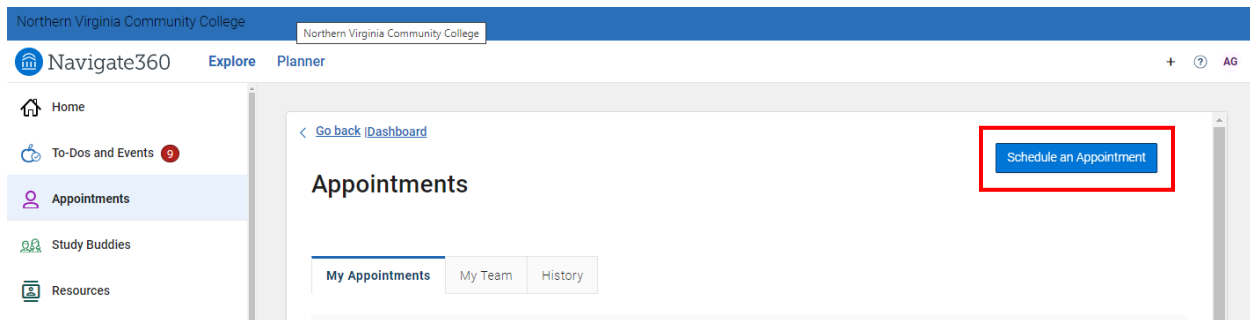 Northern Virginia Community College
Northern Virginia Community College
Navigate360 Explore Planner + ? AG
Home
To-Dos and Events 9
Appointments
Study Buddies
Resources
< Go back |Dashboard
Schedule an Appointment
Appointments
My Appointments My Team History